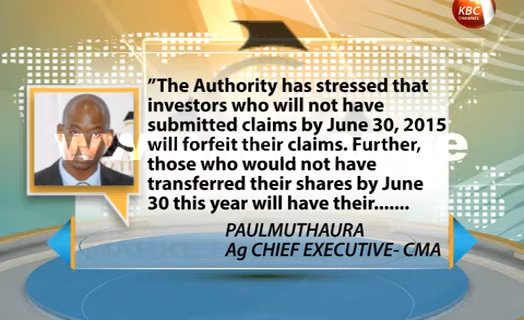 KBC
CHANNEL
"The Authority has stressed that
investors who will not have
submitted claims by June 30, 2015
will forfeit their claims. Further,
those who would not have
transferred their shares by June
30 this year will have their.......
PAULMUTHAURA
Ag CHIEF EXECUTIVE- CMA